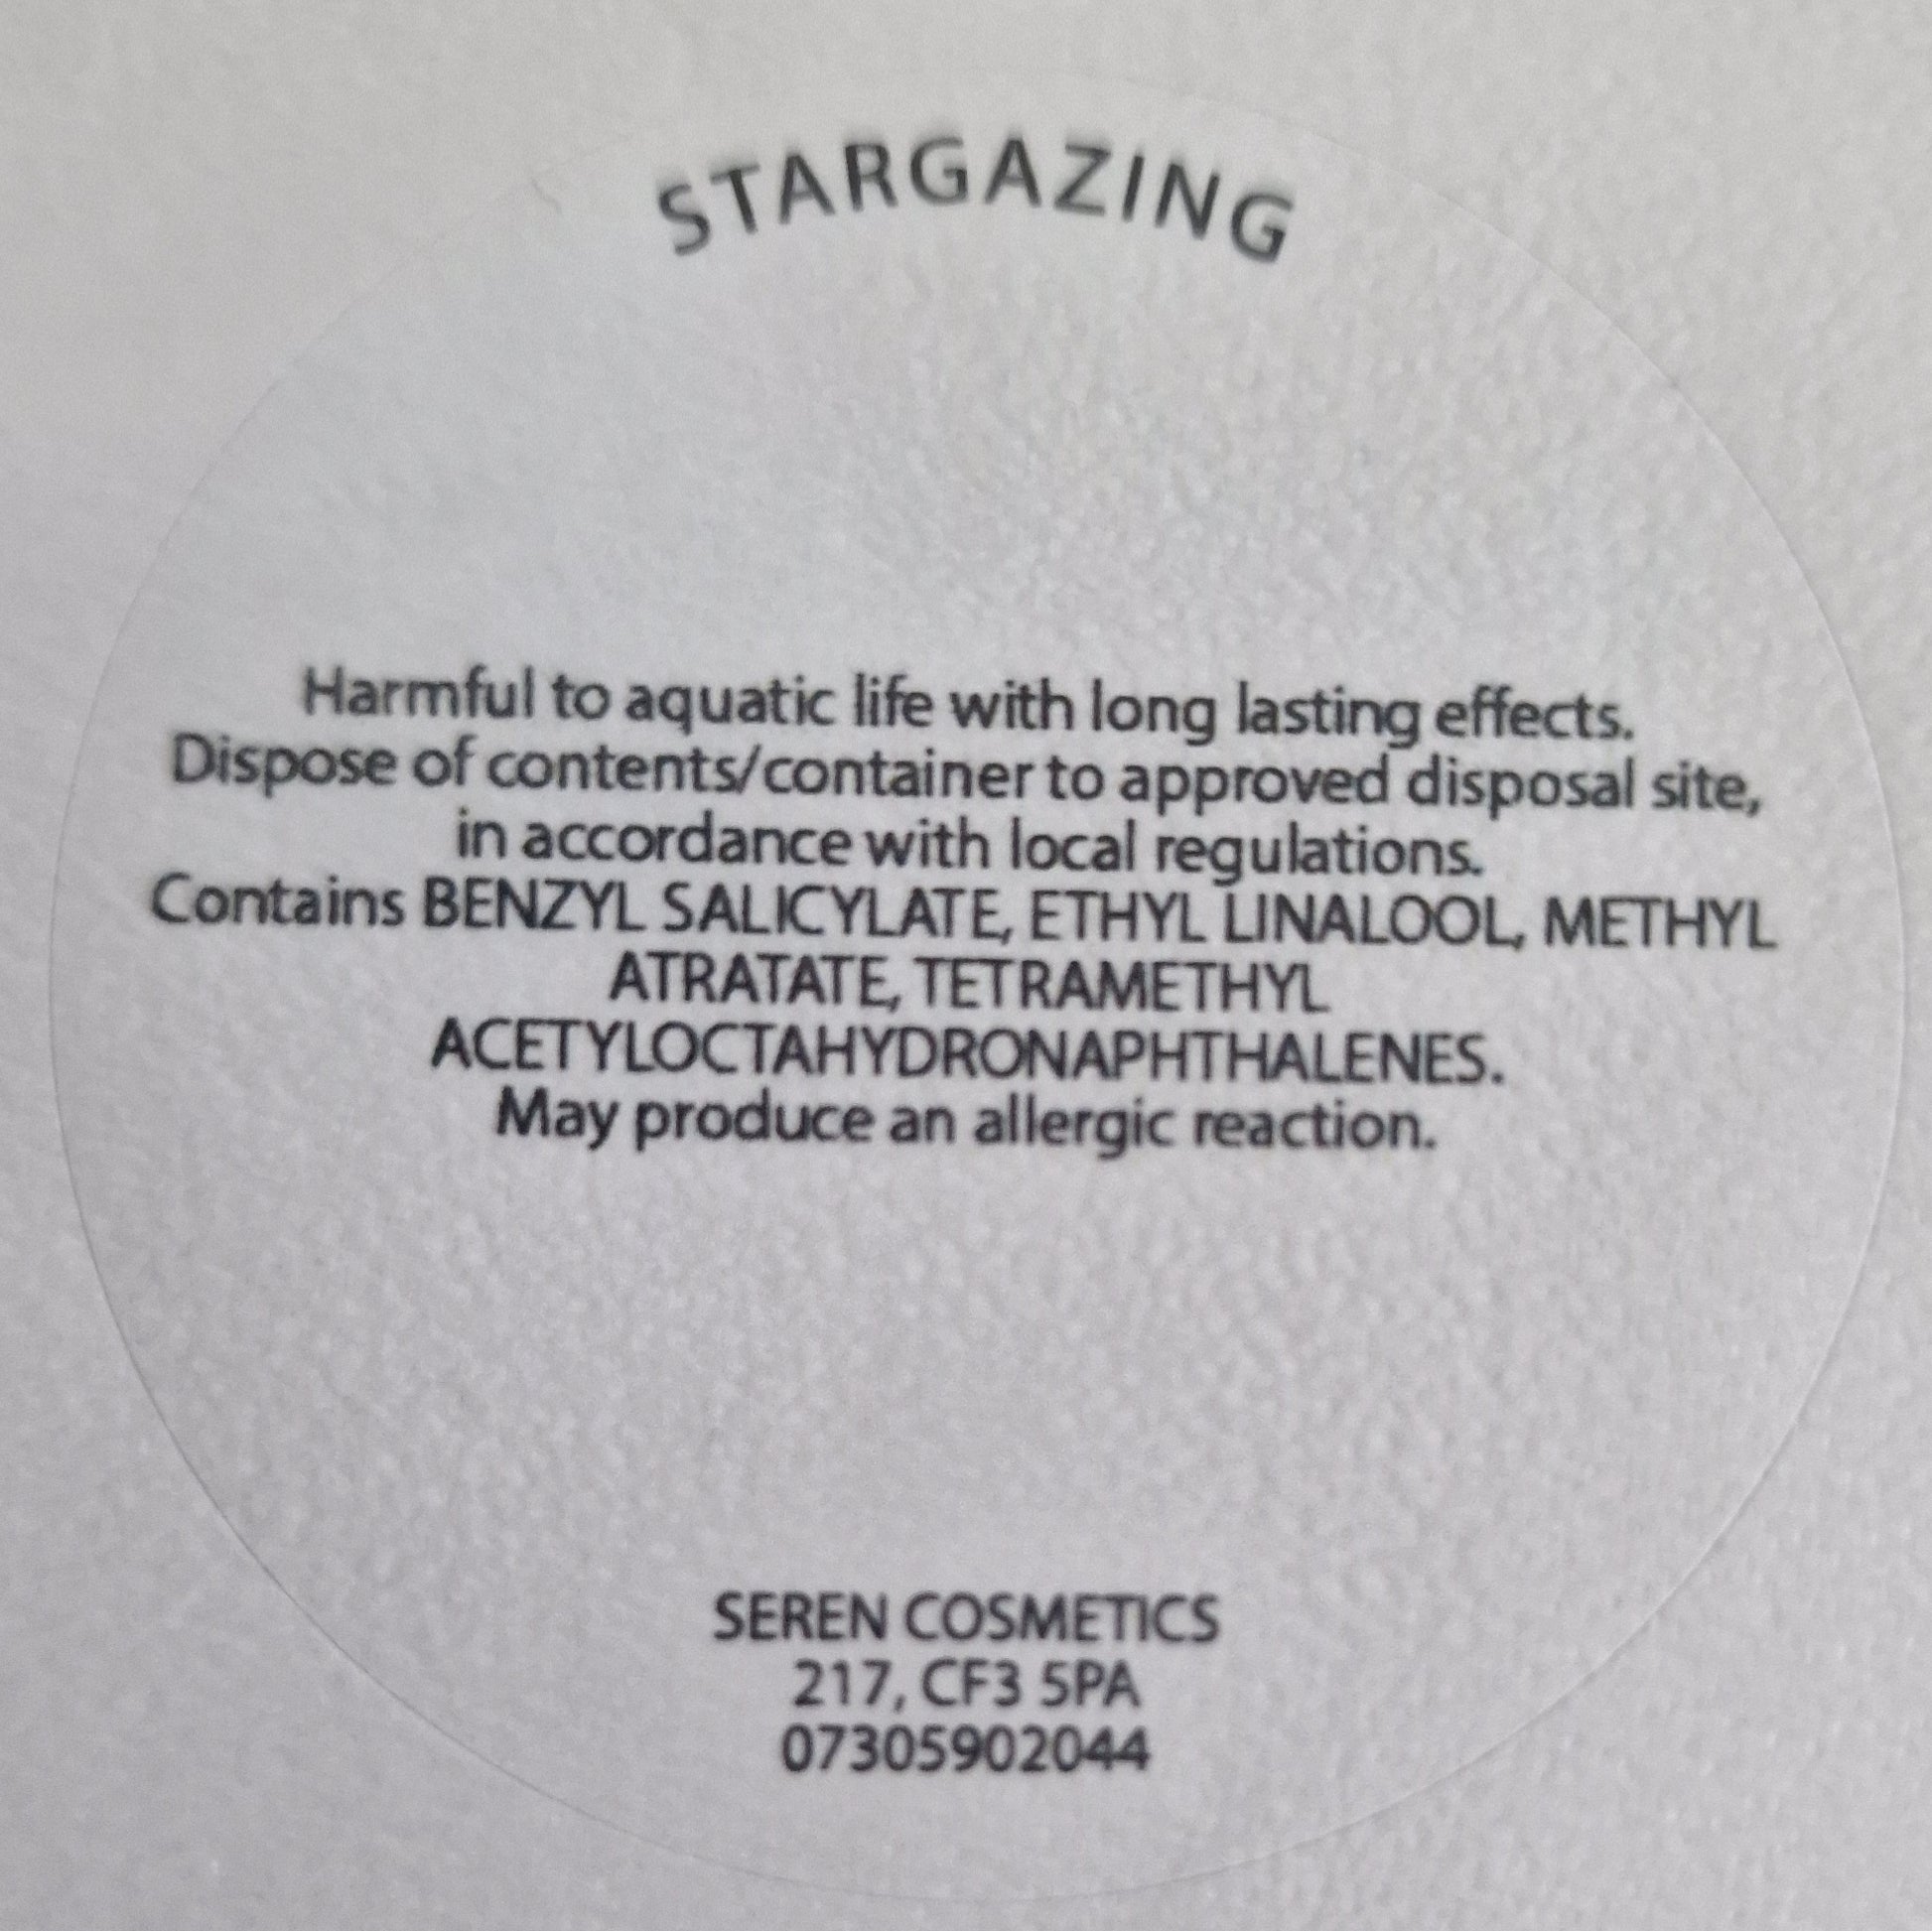 STARGAZING
Harmful to aquatic life with long lasting effects.
Dispose of contents/container to approved disposal site,
in accordance with local regulations.
Contains BENZYL SALICYLATE, ETHYL LINALOOL, METHYL
ATRATATE, TETRAMETHYL
ACETYLOCTAHYDRONAPHTHALENES.
May produce an allergic reaction.
SEREN COSMETICS
217, CF3 5PA
07305902044